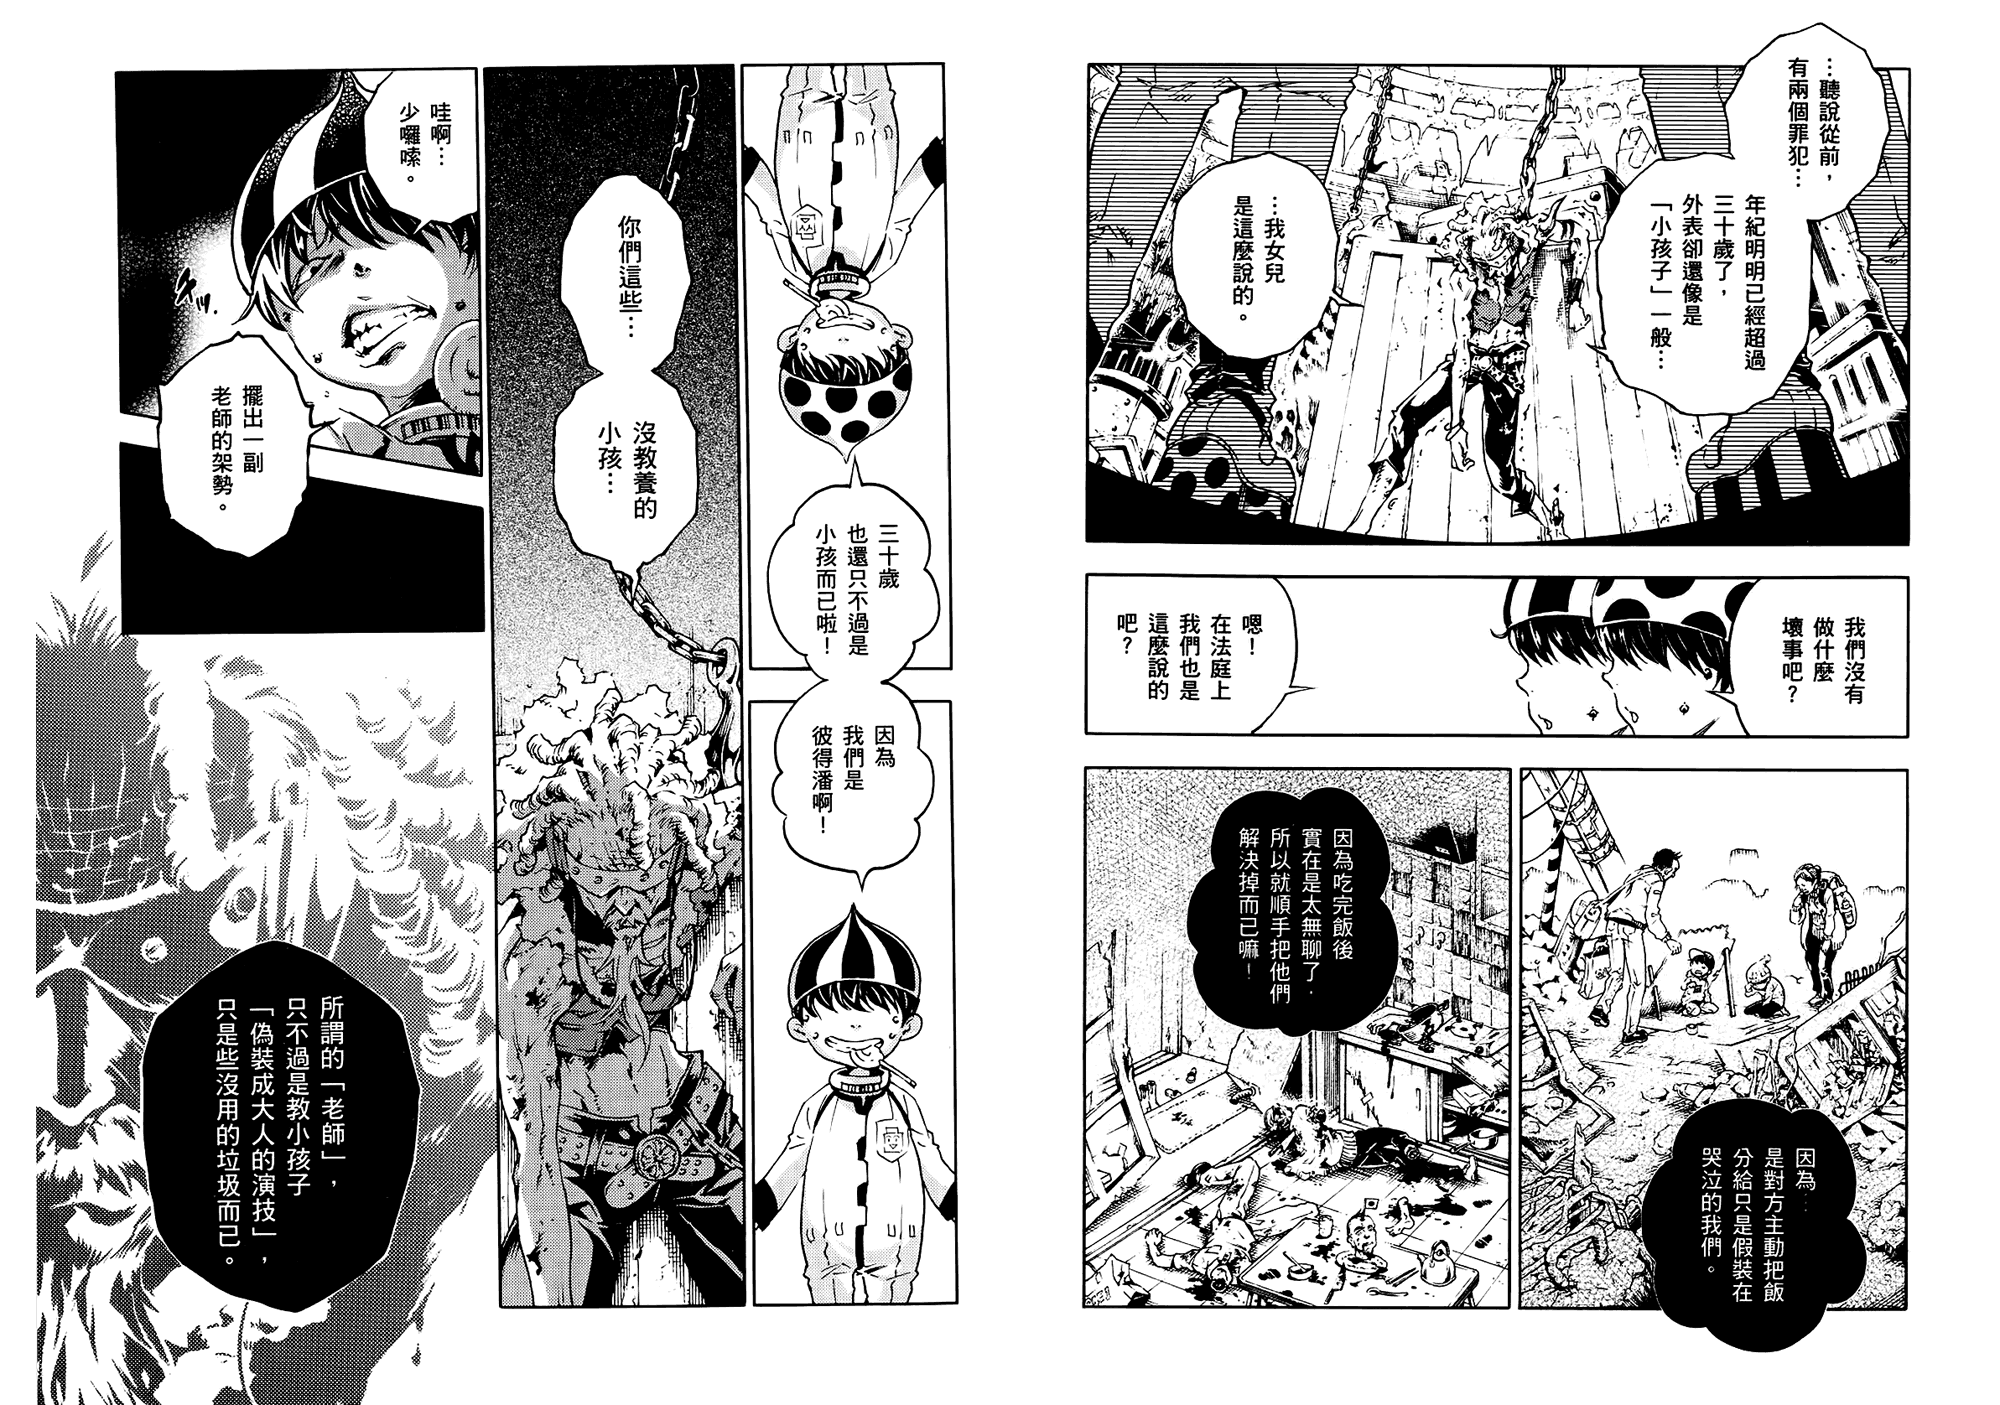 …聽說從前，
有兩個罪犯…
年紀明明已經超過
三十歲了，
外表卻還像是
「小孩子」一般…
…我女兒
是這麼說的。
我們沒有
做什麼
壞事吧？
嗯！
在法庭上
我們也是
這麼說的
吧？
因為…
是對方主動把飯
分給只是假裝在
哭泣的我們。
因為吃完飯後
實在是太無聊了，
所以就順手把他們
解決掉而已嘛！
三十歲
也還只不過是
小孩而已啦！
因為
我們是
彼得潘啊！
你們這些…
沒教養的
小孩…
哇啊…
少囉嗦。
擺出一副
老師的架勢。
所謂的「老師」，
只不過是教小孩子
「偽裝成大人的演技」，
只是些沒用的垃圾而已。